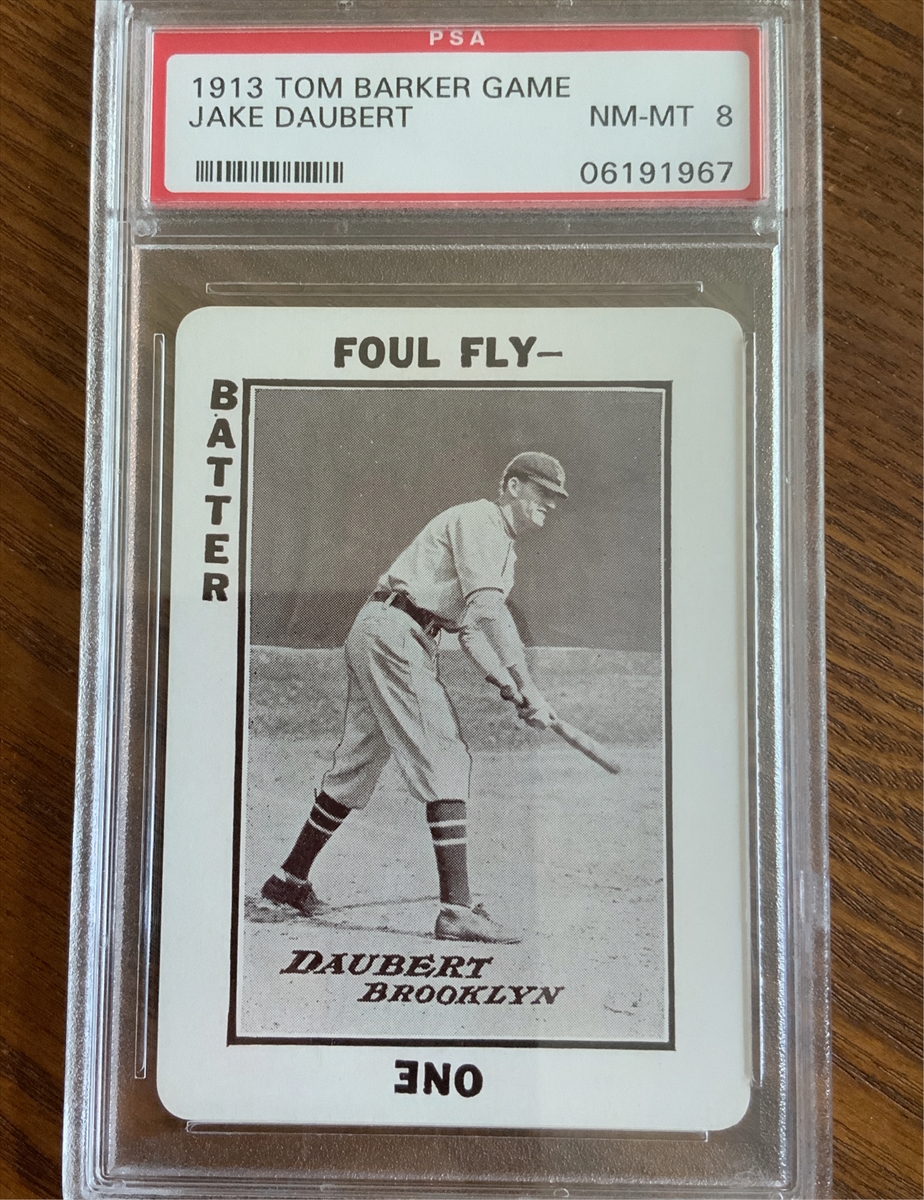 PSA
1913 TOM BARKER GAME
JAKE DAUBERT NM-MT 8
06191967
FOUL FLY—
BATTER
DAUBERT
BROOKLYN
ONE